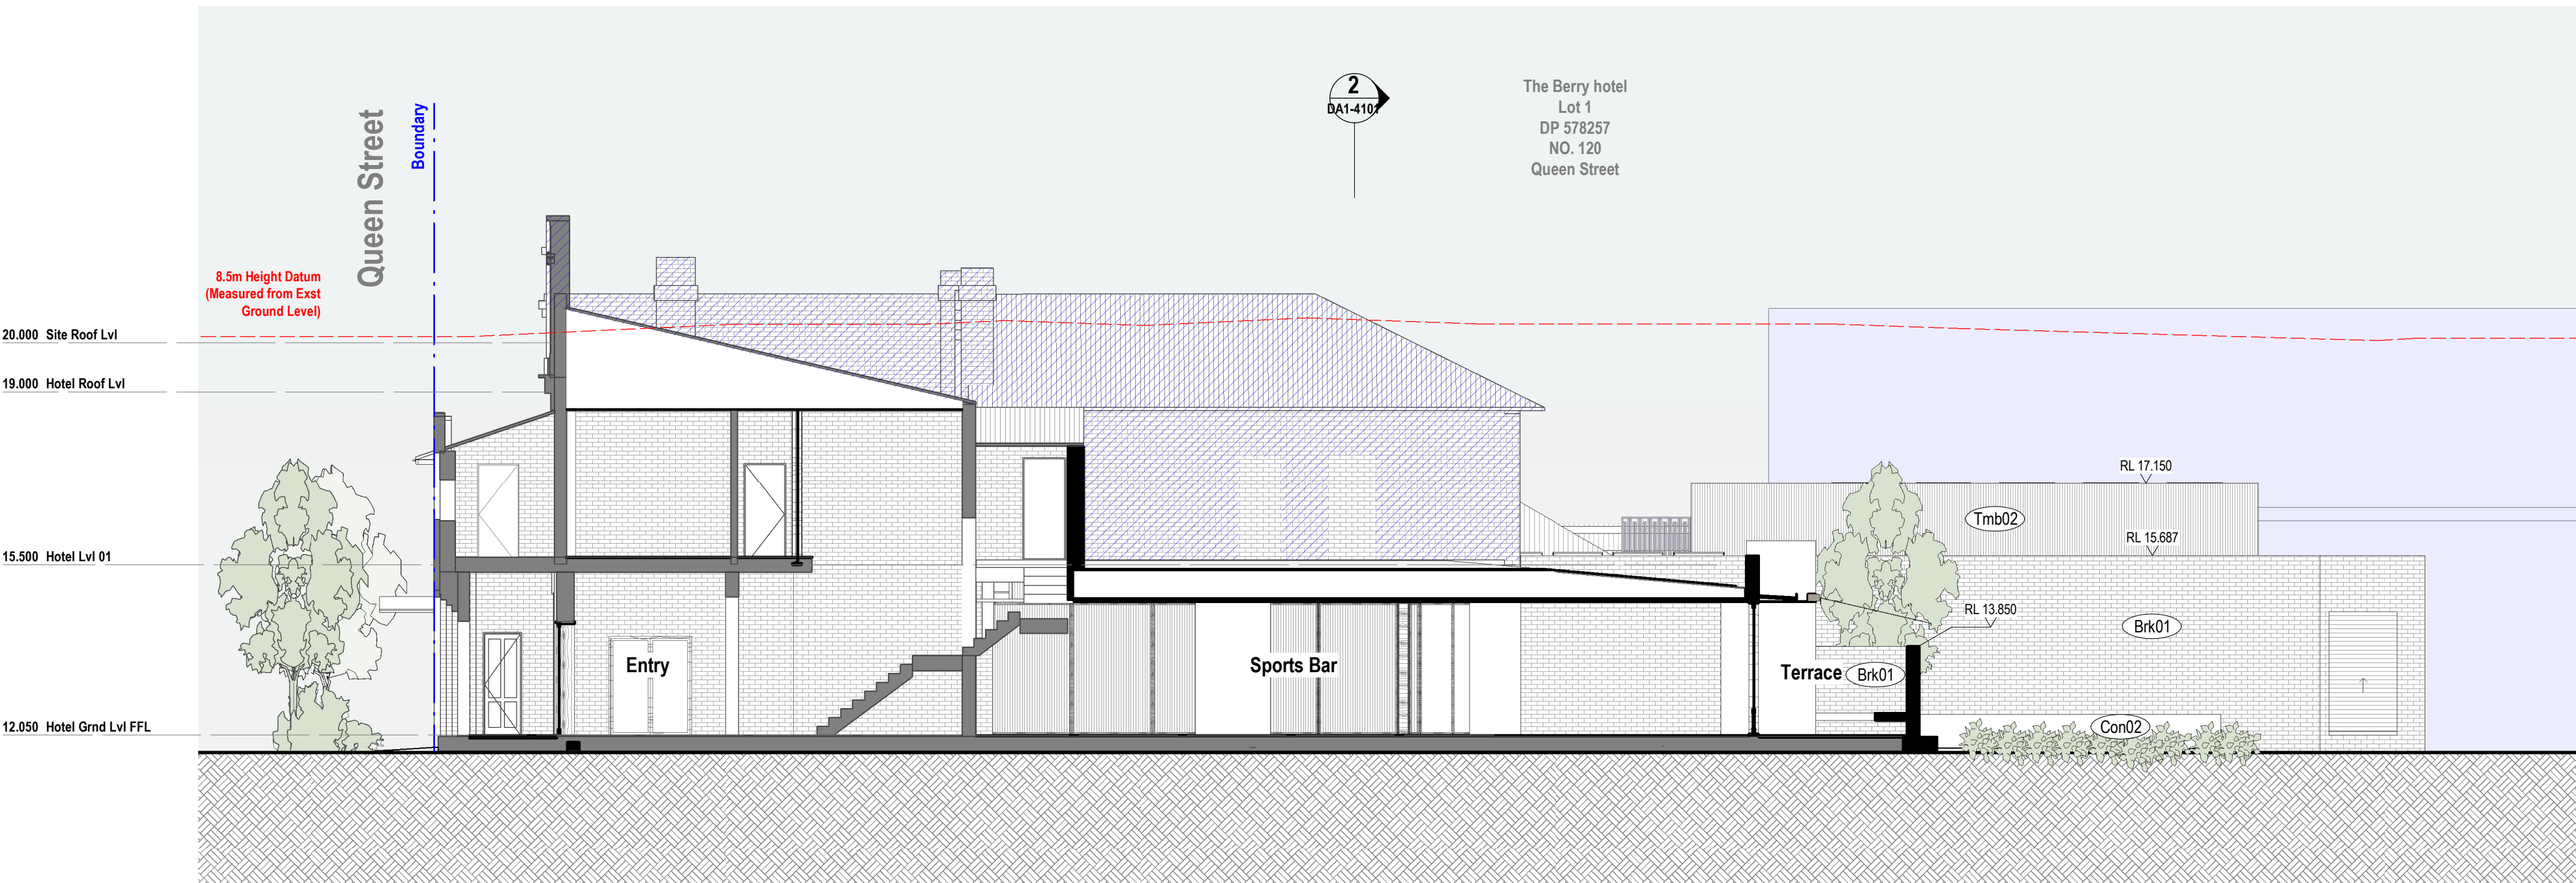 Queen Street
Boundary
2
DA1-4101
The Berry hotel
Lot 1
DP 578257
NO. 120
Queen Street
8.5m Height Datum
(Measured from Exst
Ground Level)
20.000 Site Roof Lvl
19.000 Hotel Roof Lvl
RL 17.150
Tmb02
RL 15.687
15.500 Hotel Lvl 01
RL 13.850
Brk01
Entry
Sports Bar
Terrace
Brk01
12.050 Hotel Grnd Lvl FFL
Con02